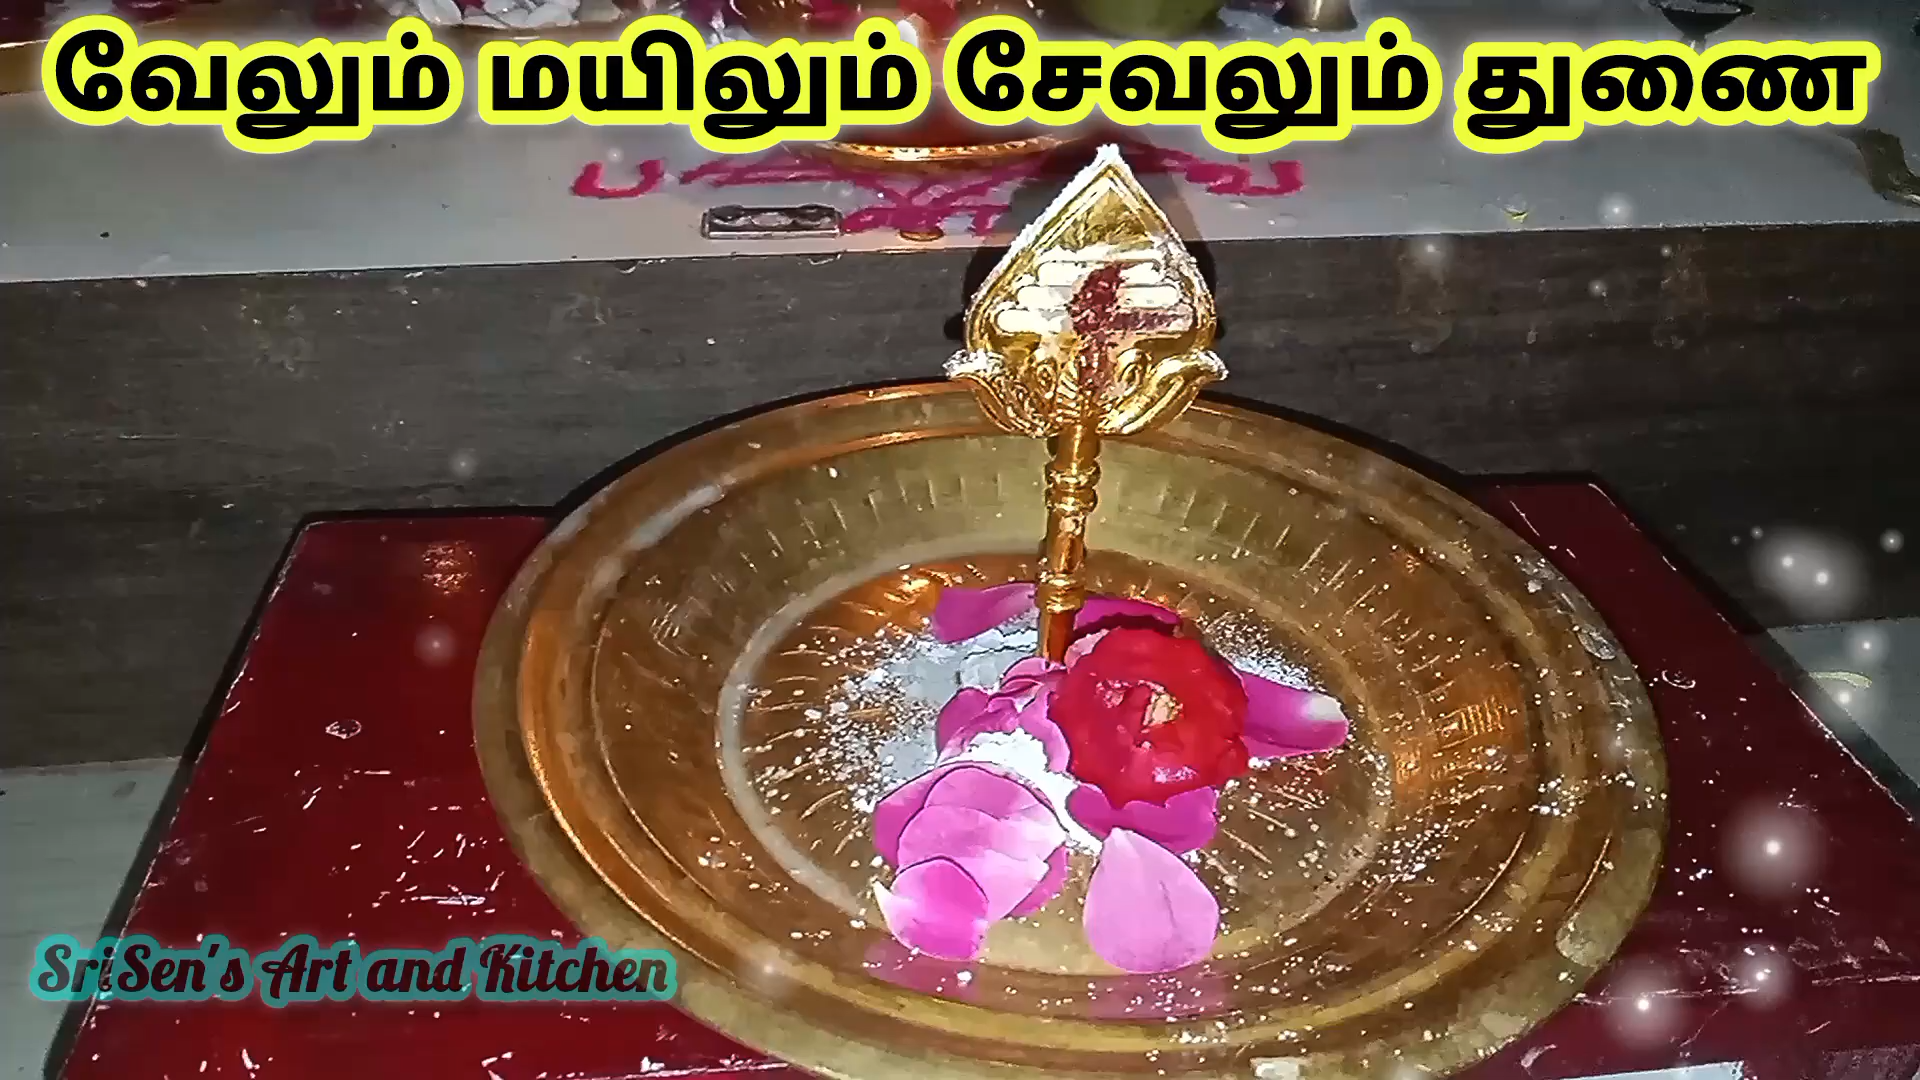 வேலும் மயிலும் சேவலும் துணை
SriSen's Art and Kitchen